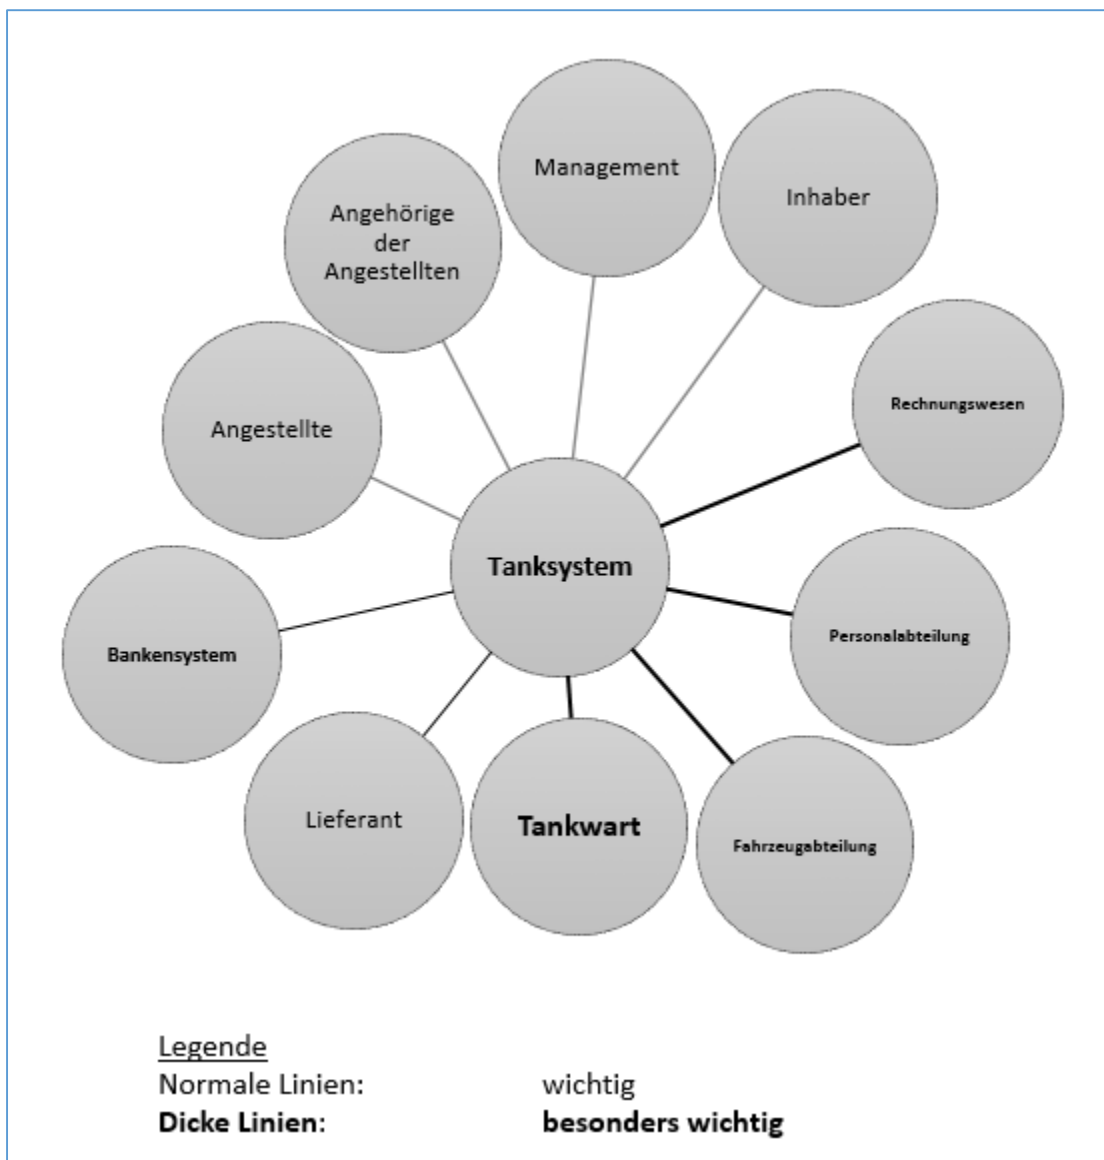 Management
Inhaber
Angehörige
der
Angestellten
Rechnungswesen
Angestellte
Tanksystem
Personalabteilung
Bankensystem
Lieferant
Tankwart
Fahrzeugabteilung
Legende
Normale Linien: wichtig
Dicke Linien: besonders wichtig